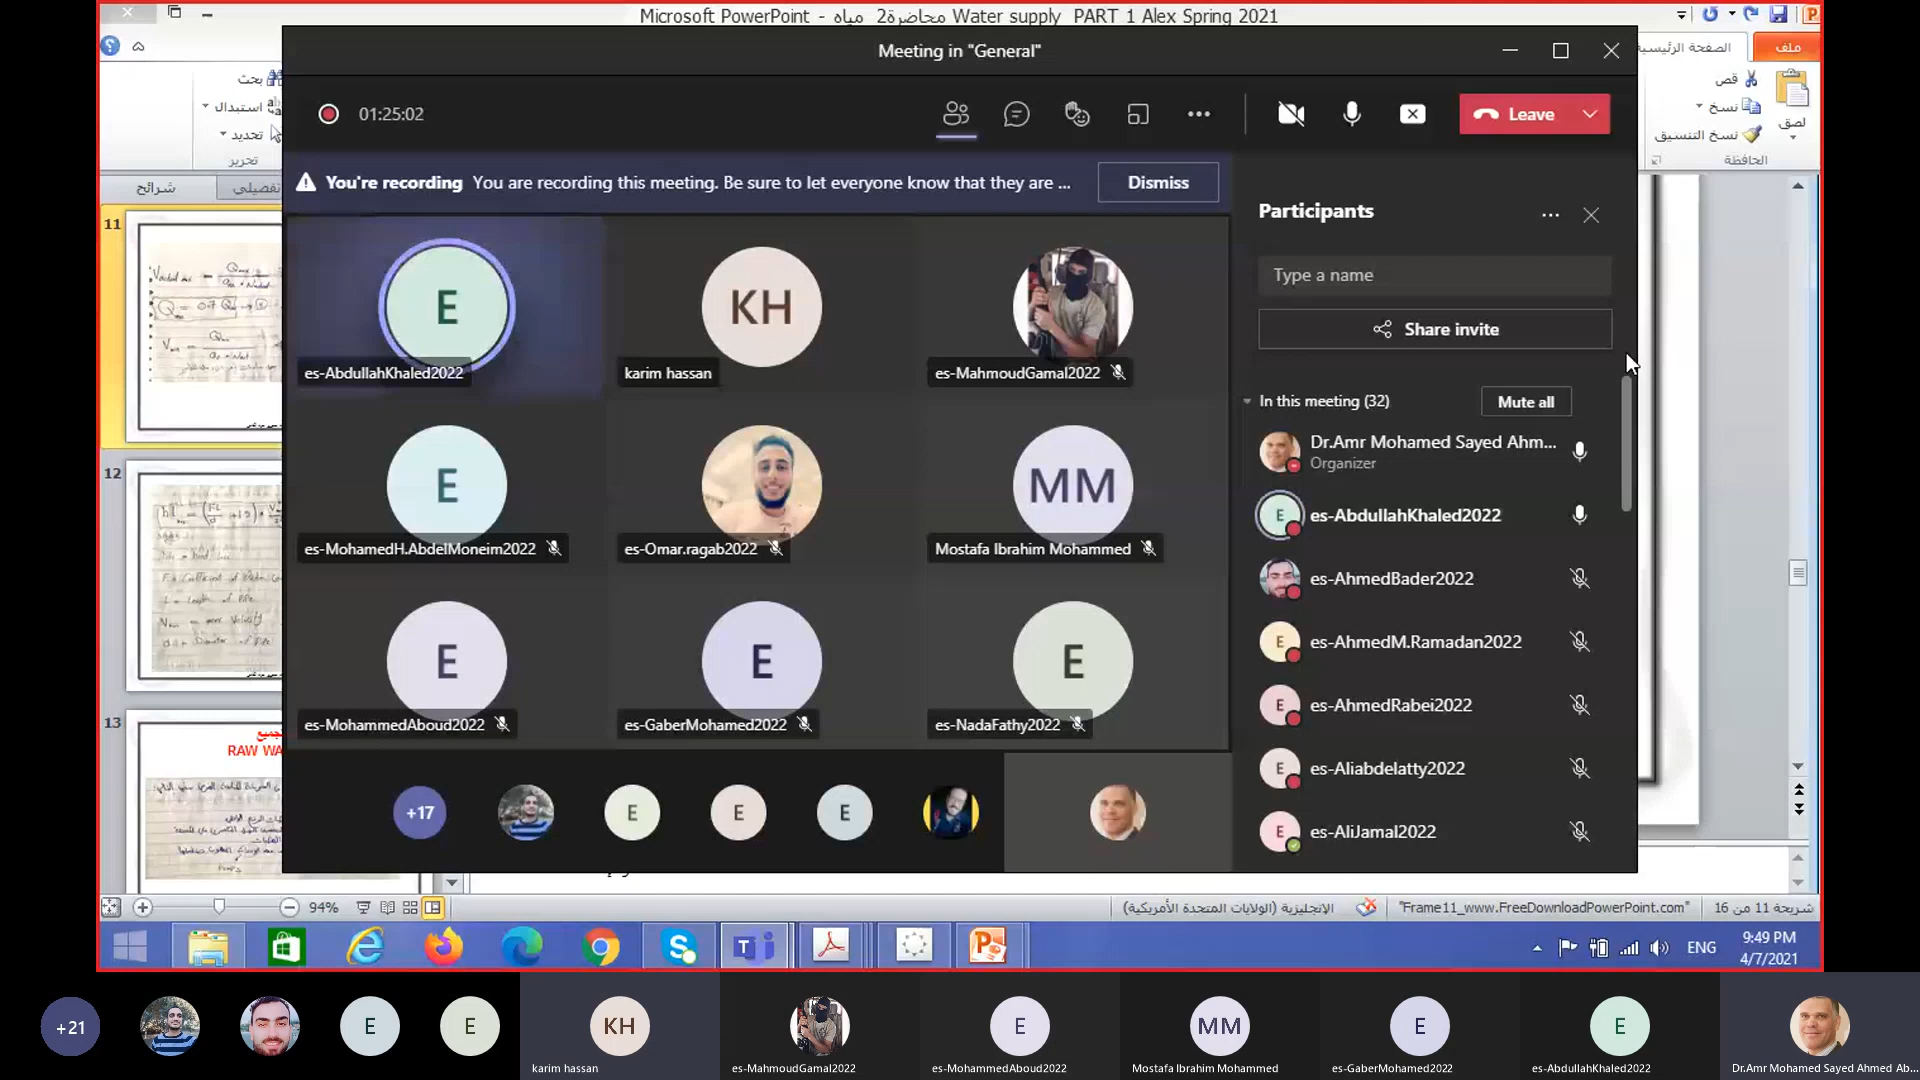 Microsoft PowerPoint - محاضرة2 مياه Water supply PART 1 Alex Spring 2021
ملف
الصفحة الرئيسية
قص
نسخ
نسخ التنسيق
لصق
الحافظة
بحث
استبدال
تحديد
تحرير
شرائح
تفصيلي
11
12
13
RAW WA
Meeting in "General"
01:25:02
Leave
You're recording You are recording this meeting. Be sure to let everyone know that they are ...
Dismiss
E
es-AbdullahKhaled2022
KH
karim hassan
es-MahmoudGamal2022
E
es-MohamedH.AbdelMoneim2022
es-Omar.ragab2022
MM
Mostafa Ibrahim Mohammed
E
es-MohammedAboud2022
E
es-GaberMohamed2022
E
es-NadaFathy2022
+17
E
E
E
Participants
Type a name
Share invite
In this meeting (32)
Mute all
Dr.Amr Mohamed Sayed Ahm...
Organizer
E
es-AbdullahKhaled2022
es-AhmedBader2022
E
es-AhmedM.Ramadan2022
E
es-AhmedRabei2022
E
es-Aliabdelatty2022
E
es-AliJamal2022
94%
الإنجليزية (الولايات المتحدة الأمريكية)
"Frame11_www.FreeDownloadPowerPoint.com"
شريحة 11 من 16
ENG
9:49 PM
4/7/2021
+21
E
E
KH
karim hassan
es-MahmoudGamal2022
E
es-MohammedAboud2022
MM
Mostafa Ibrahim Mohammed
E
es-GaberMohamed2022
E
es-AbdullahKhaled2022
Dr.Amr Mohamed Sayed Ahmed Ab...